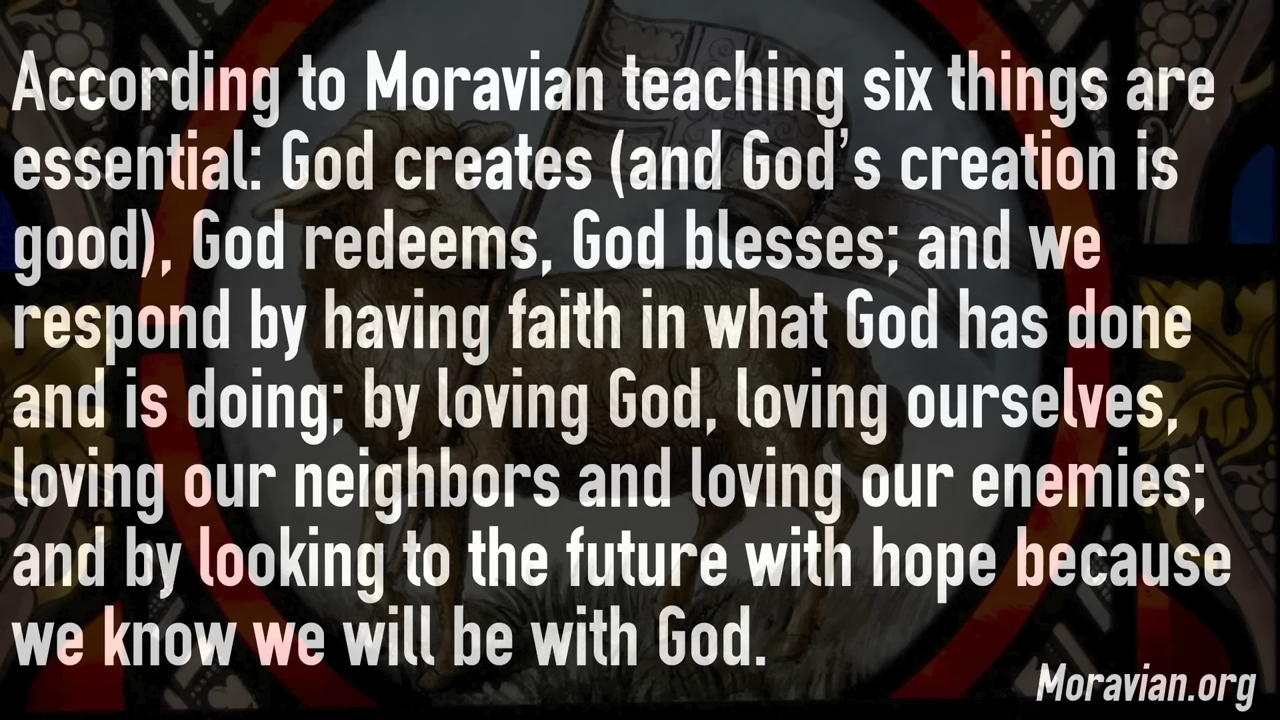 According to Moravian teaching six things are
essential: God creates (and God’s creation is
good), God redeems, God blesses; and we
respond by having faith in what God has done
and is doing; by loving God, loving ourselves,
loving our neighbors and loving our enemies;
and by looking to the future with hope because
we know we will be with God.
Moravian.org